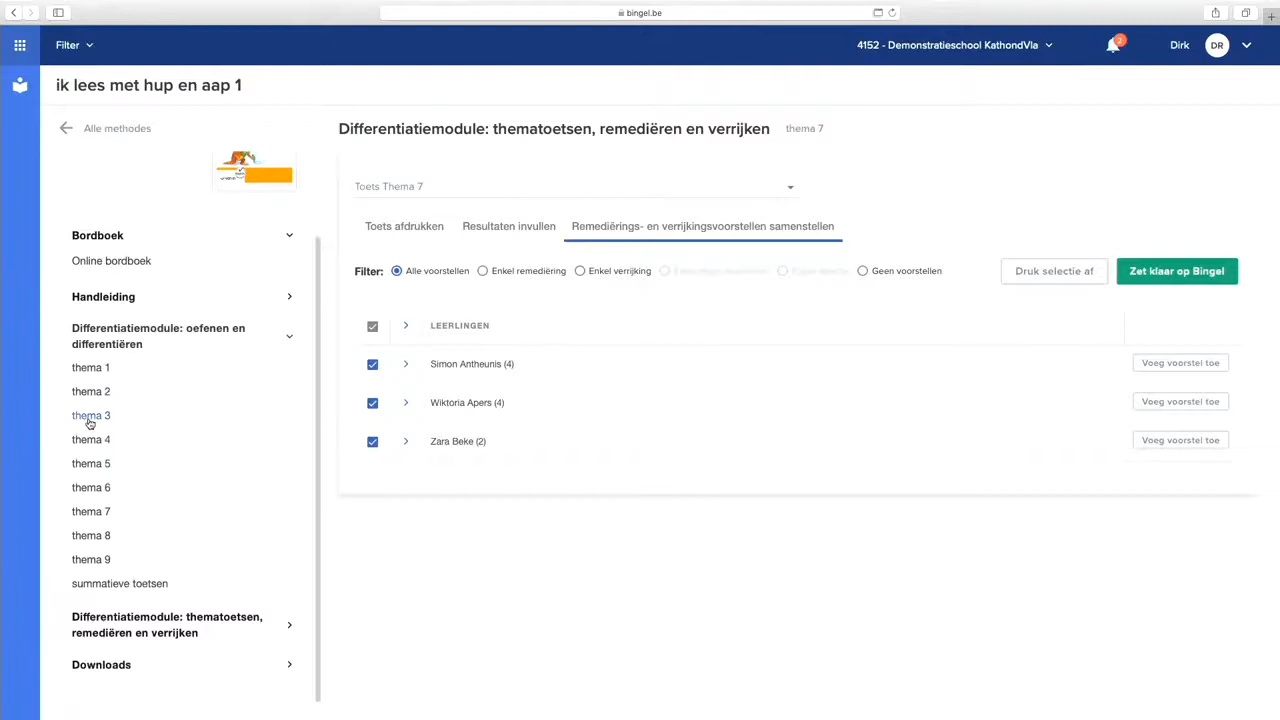 bingel.be
Filter
4152 - Demonstratieschool KathondVla
2
Dirk
DR
ik lees met hup en aap 1
Alle methodes
Differentiatiemodule: thematoetsen, remediëren en verrijken thema 7
Toets Thema 7
Toets afdrukken
Resultaten invullen
Remediërings- en verrijkingsvoorstellen samenstellen
Filter:
Alle voorstellen
Enkel remediëring
Enkel verrijking
Geen voorstellen
Druk selectie af
Zet klaar op Bingel
LEERLINGEN
Simon Antheunis (4)
Voeg voorstel toe
Wiktoria Apers (4)
Voeg voorstel toe
Zara Beke (2)
Voeg voorstel toe
Bordboek
Online bordboek
Handleiding
Differentiatiemodule: oefenen en
differentiëren
thema 1
thema 2
thema 3
thema 4
thema 5
thema 6
thema 7
thema 8
thema 9
summatieve toetsen
Differentiatiemodule: thematoetsen,
remediëren en verrijken
Downloads